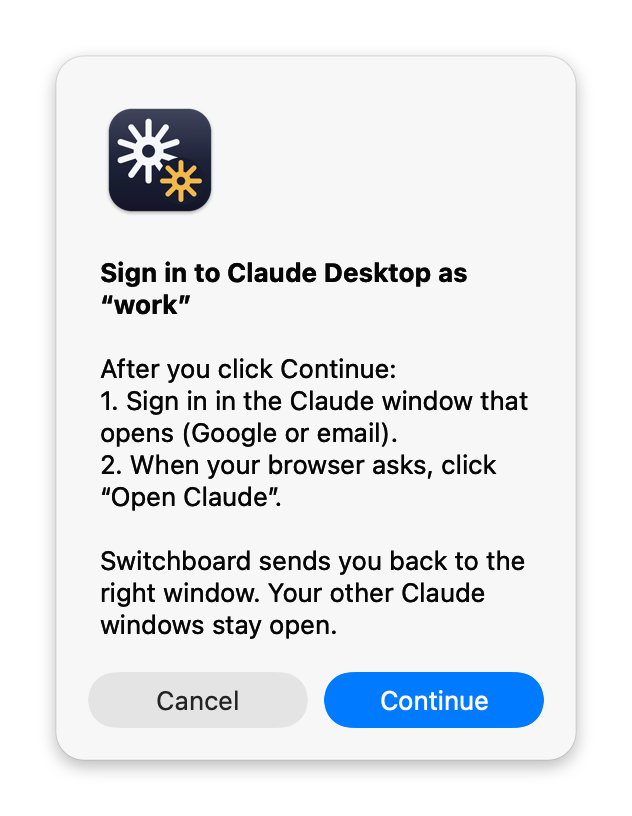 Sign in to Claude Desktop as
“work”
After you click Continue:
1. Sign in in the Claude window that
opens (Google or email).
2. When your browser asks, click
“Open Claude”.
Switchboard sends you back to the
right window. Your other Claude
windows stay open.
Cancel
Continue